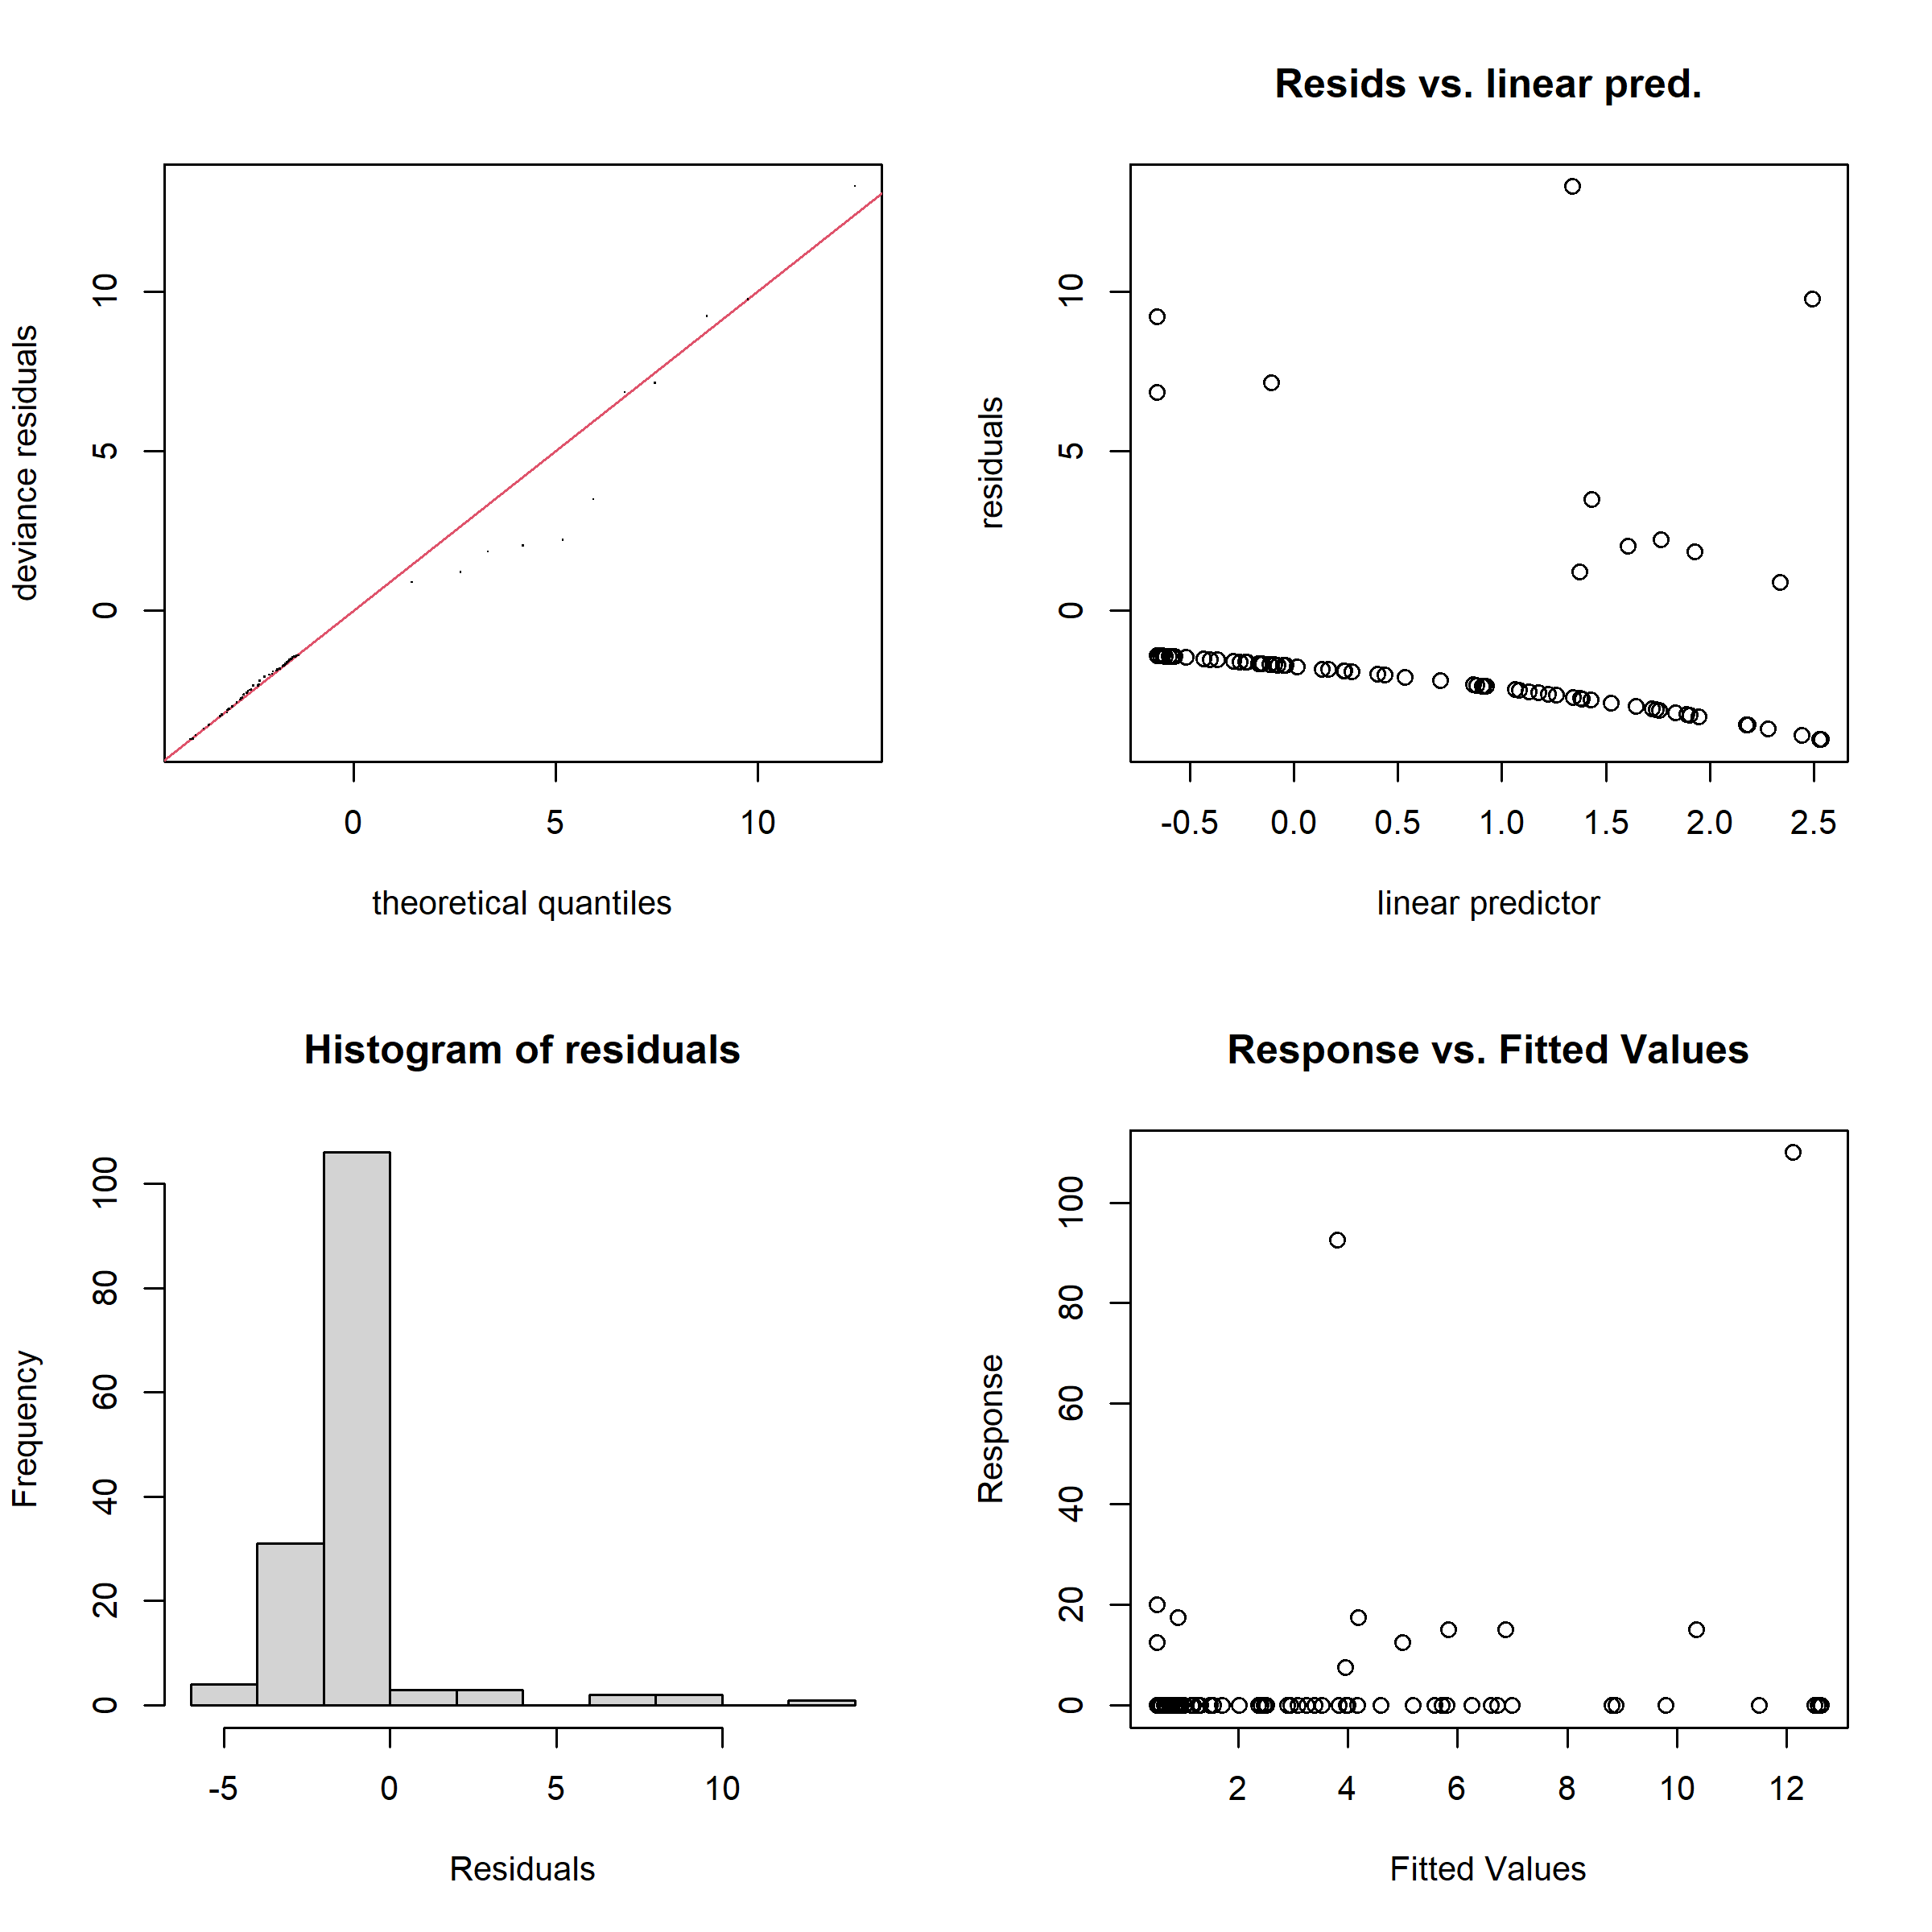 deviance residuals
10
5
0
0 5 10
theoretical quantiles
Resids vs. linear pred.
residuals
10
5
0
-0.5 0.0 0.5 1.0 1.5 2.0 2.5
linear predictor
Histogram of residuals
Frequency
100
80
60
40
20
0
-5 0 5 10
Residuals
Response vs. Fitted Values
Response
100
80
60
40
20
0
2 4 6 8 10 12
Fitted Values